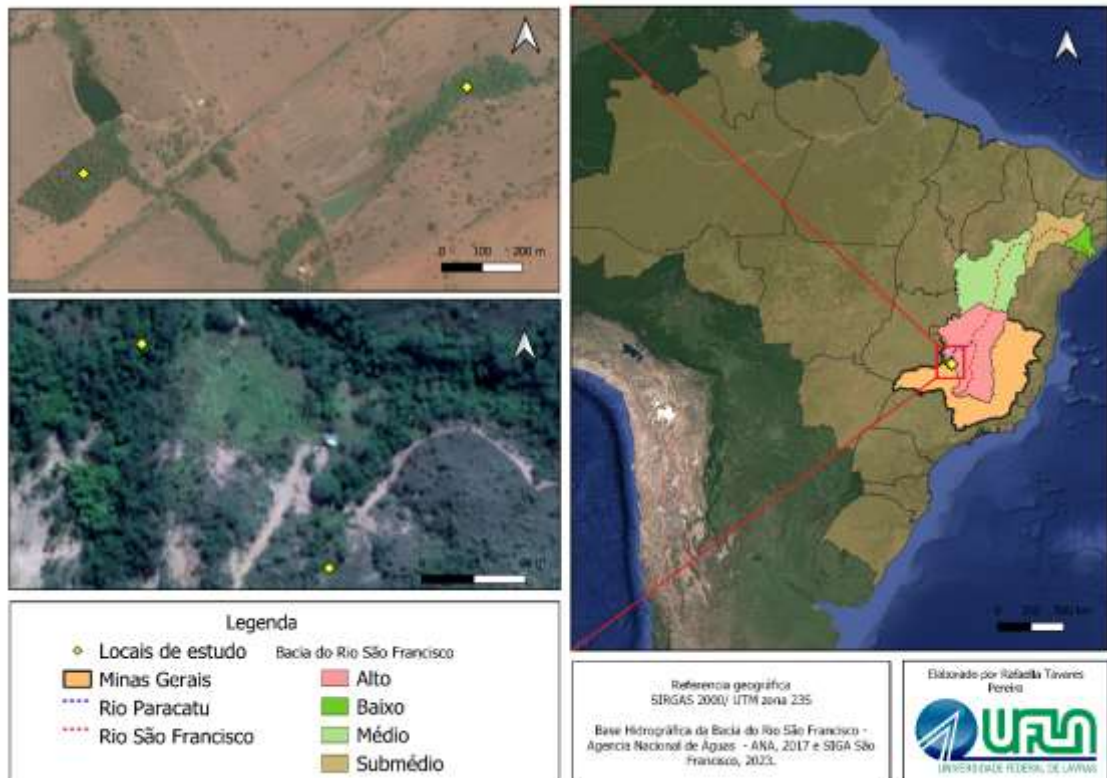 0 100 200 m
Legenda
Locais de estudo
Minas Gerais
Rio Paracatu
Rio São Francisco
Bacia do Rio São Francisco
Alto
Baixo
Médio
Submédio
Referencia geográfica
SIRGAS 2000/ UTM zona 23S
Base Hidrográfica da Bacia do Rio São Francisco -
Agencia Nacional de Águas - ANA, 2017 e SIGA São
Francisco, 2023.
Elaborado por Rafaella Tavares
Pereira
UFLA
UNIVERSIDADE FEDERAL DE LAVRAS